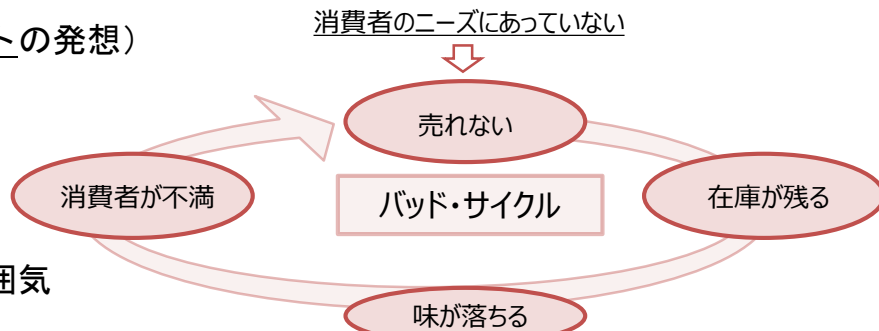 消費者のニーズにあっていない
トの発想）
売れない
消費者が不満
バッド・サイクル
在庫が残る
囲気
味が落ちる